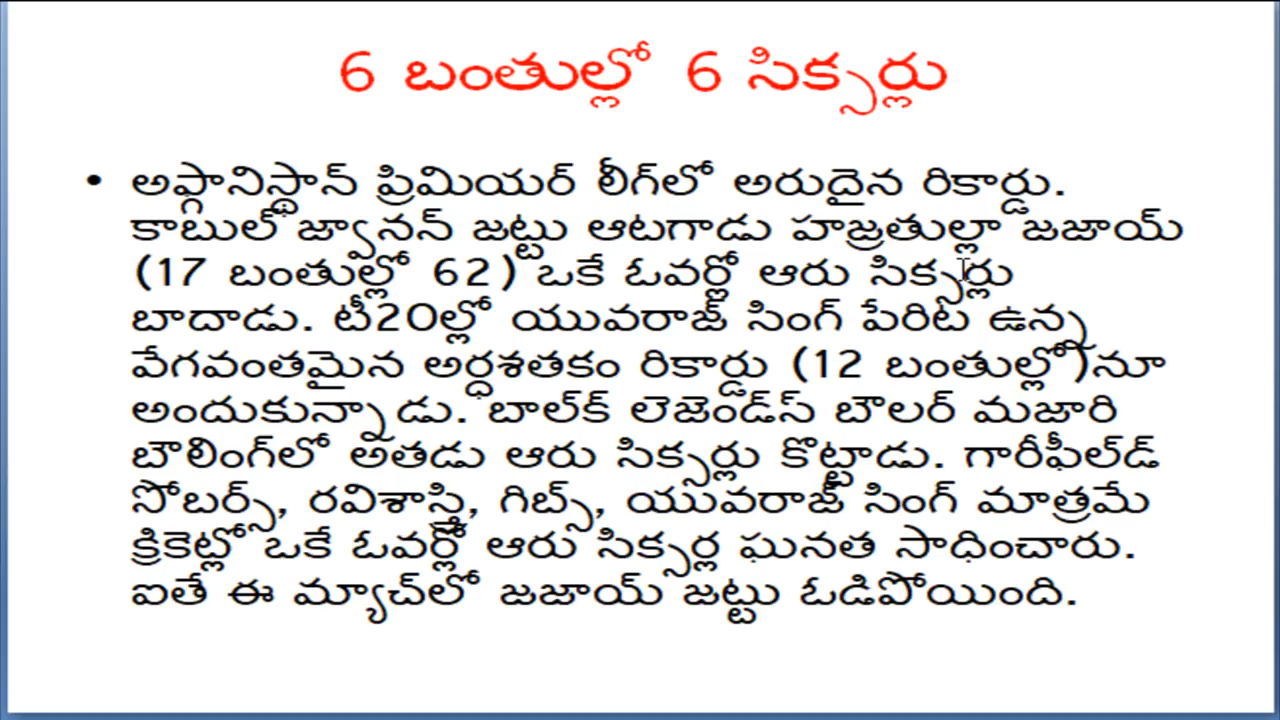 6 బంతుల్లో 6 సిక్సర్లు
• అఫ్గానిస్థాన్ ప్రిమియర్ లీగ్‌లో అరుదైన రికార్డు.
కాబుల్ జ్వానన్ జట్టు ఆటగాడు హజ్రతుల్లా జజాయ్
(17 బంతుల్లో 62) ఒకే ఓవర్లో ఆరు సిక్సర్లు
బాదాడు. టీ20ల్లో యువరాజ్ సింగ్ పేరిట ఉన్న
వేగవంతమైన అర్ధశతకం రికార్డు (12 బంతుల్లో)నూ
అందుకున్నాడు. బాల్‌క్ లెజెండ్‌స్ బౌలర్ మజారి
బౌలింగ్‌లో అతడు ఆరు సిక్సర్లు కొట్టాడు. గారీఫీల్‌డ్
సోబర్స్, రవిశాస్త్రి, గిబ్స్, యువరాజ్ సింగ్ మాత్రమే
క్రికెట్లో ఒకే ఓవర్లో ఆరు సిక్సర్ల ఘనత సాధించారు.
ఐతే ఈ మ్యాచ్‌లో జజాయ్ జట్టు ఓడిపోయింది.